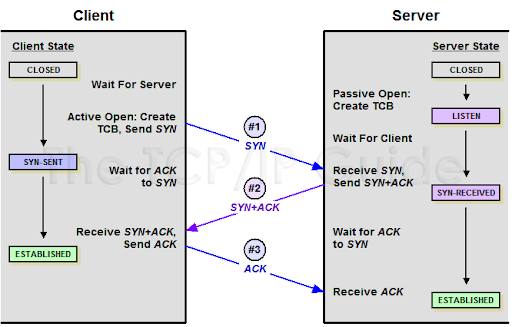 Client
Server
Client State
Server State
CLOSED
CLOSED
Wait For Server
Passive Open:
Create TCB
Active Open: Create
TCB, Send SYN
#1
SYN
LISTEN
Wait For Client
The TCP/IP Guide
SYN-SENT
Wait for ACK
to SYN
Receive SYN,
Send SYN+ACK
#2
SYN+ACK
SYN-RECEIVED
Receive SYN+ACK,
Send ACK
Wait for ACK
to SYN
ESTABLISHED
#3
ACK
Receive ACK
ESTABLISHED